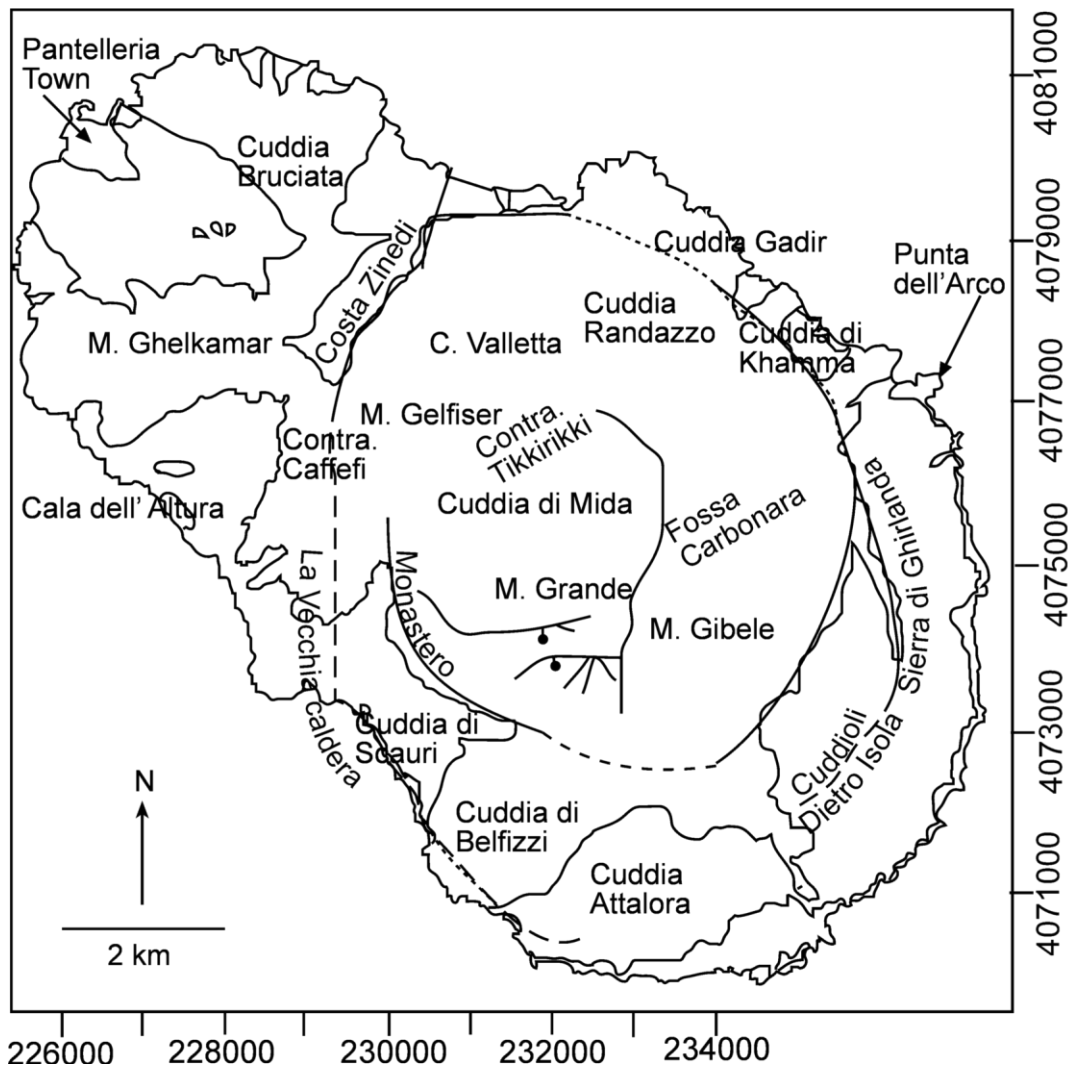 Pantelleria
Town
Cuddia
Bruciata
Costa Zinedi
Cuddia Gadir
Punta
dell'Arco
Cuddia
Randazzo
M. Ghelkamar
C. Valletta
Cuddia di
Khamma
M. Gelfiser
Contra.
Tikkirikki
Contra.
Caffefi
Cala dell' Altura
Cuddia di Mida
Fossa
Carbonara
Sierra di Ghirlanda
La Vecchia caldera
Monastero
M. Grande
M. Gibele
Cuddia di
Scauri
Cuddioli
Dietro Isola
Cuddia di
Belfizzi
Cuddia
Attalora
N
2 km
4081000
4079000
4077000
4075000
4073000
4071000
226000
228000
230000
232000
234000